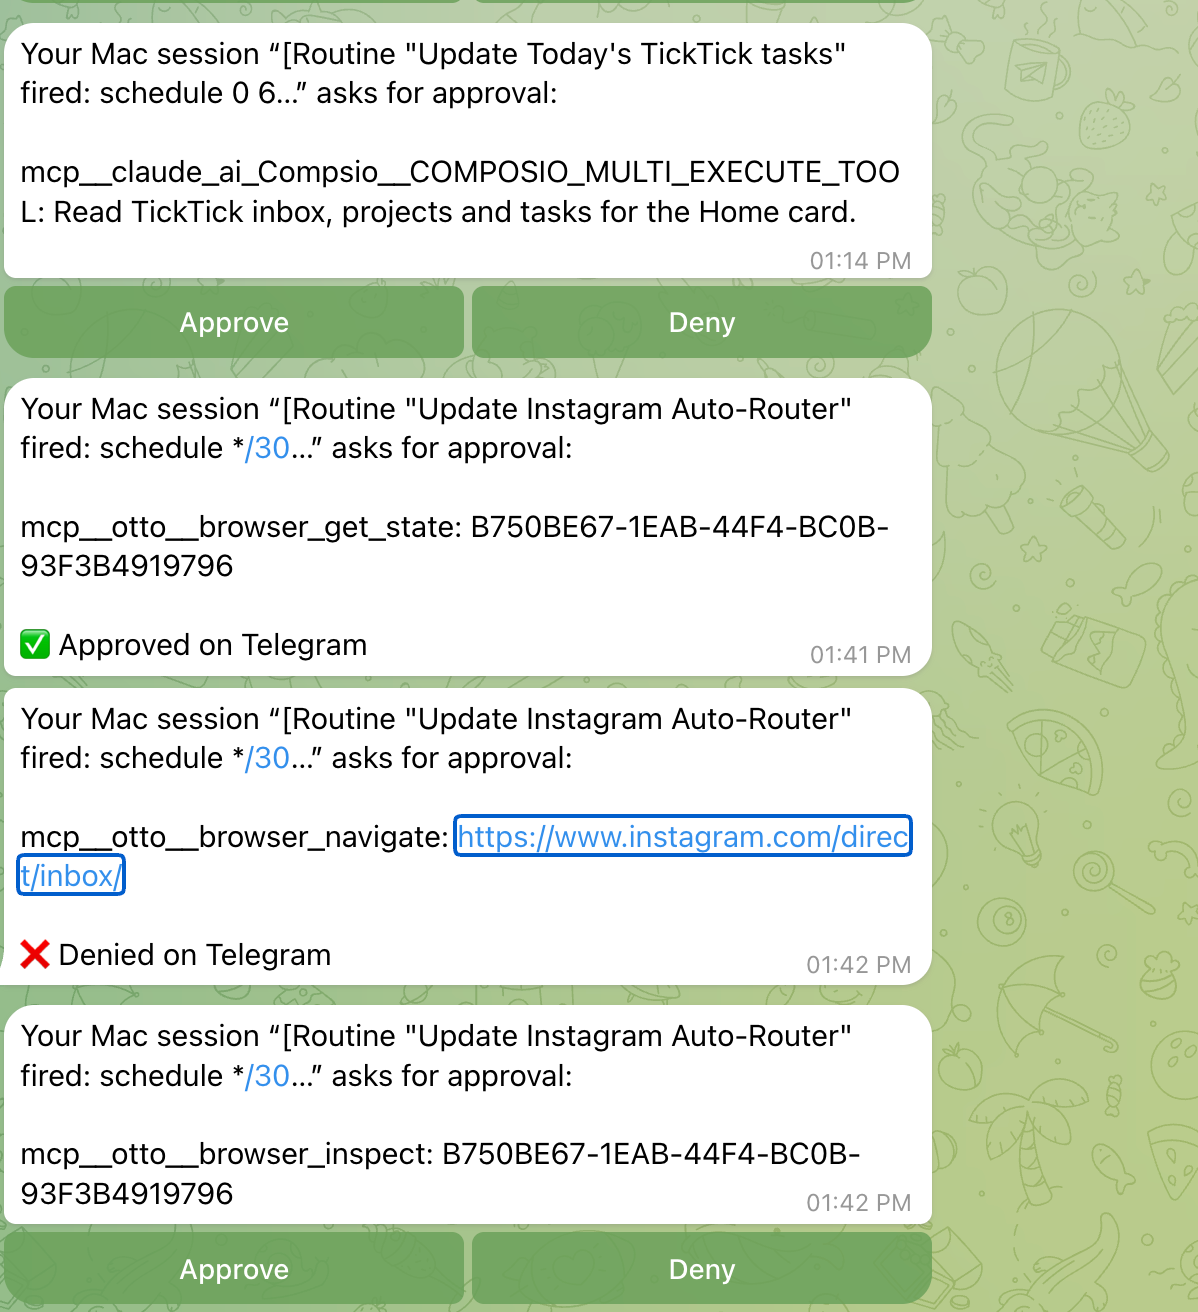 Your Mac session “[Routine "Update Today's TickTick tasks"
fired: schedule 0 6...” asks for approval:
mcp__claude_ai_Compsio__COMPOSIO_MULTI_EXECUTE_TOO
L: Read TickTick inbox, projects and tasks for the Home card.
01:14 PM
Approve
Deny
Your Mac session “[Routine "Update Instagram Auto-Router"
fired: schedule */30...” asks for approval:
mcp__otto__browser_get_state: B750BE67-1EAB-44F4-BC0B-
93F3B4919796
✅ Approved on Telegram
01:41 PM
Your Mac session “[Routine "Update Instagram Auto-Router"
fired: schedule */30...” asks for approval:
mcp__otto__browser_navigate: https://www.instagram.com/direc
t/inbox/
❌ Denied on Telegram
01:42 PM
Your Mac session “[Routine "Update Instagram Auto-Router"
fired: schedule */30...” asks for approval:
mcp__otto__browser_inspect: B750BE67-1EAB-44F4-BC0B-
93F3B4919796
01:42 PM
Approve
Deny